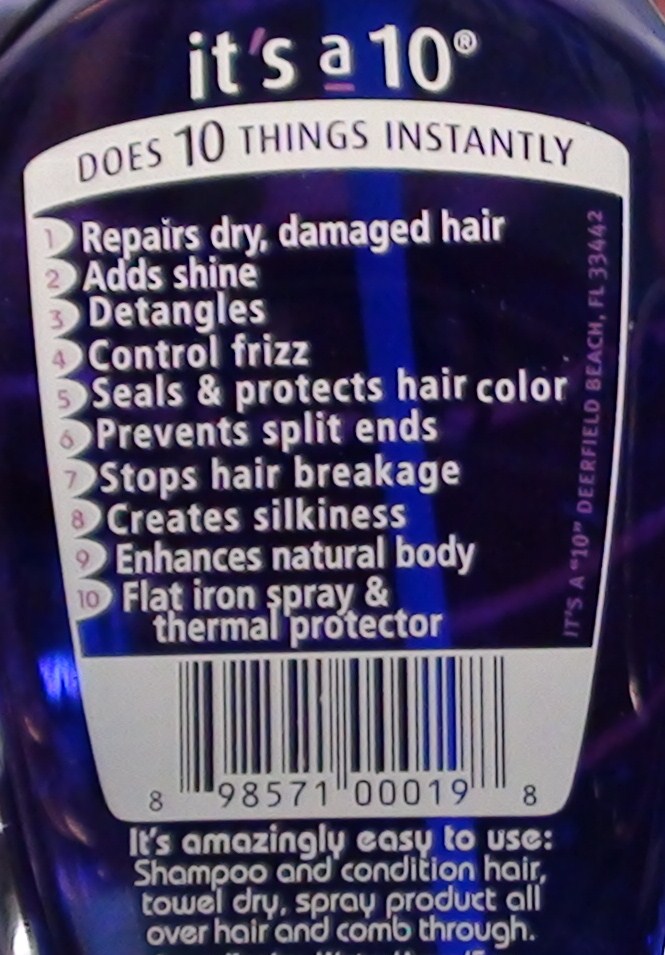 it's a 10®
DOES 10 THINGS INSTANTLY
1 Repairs dry, damaged hair
2 Adds shine
3 Detangles
4 Control frizz
5 Seals & protects hair color
6 Prevents split ends
7 Stops hair breakage
8 Creates silkiness
9 Enhances natural body
10 Flat iron spray &
thermal protector
IT'S A "10" DEERFIELD BEACH, FL 33442
8 98571 00019 8
It's amazingly easy to use:
Shampoo and condition hair,
towel dry, spray product all
over hair and comb through.